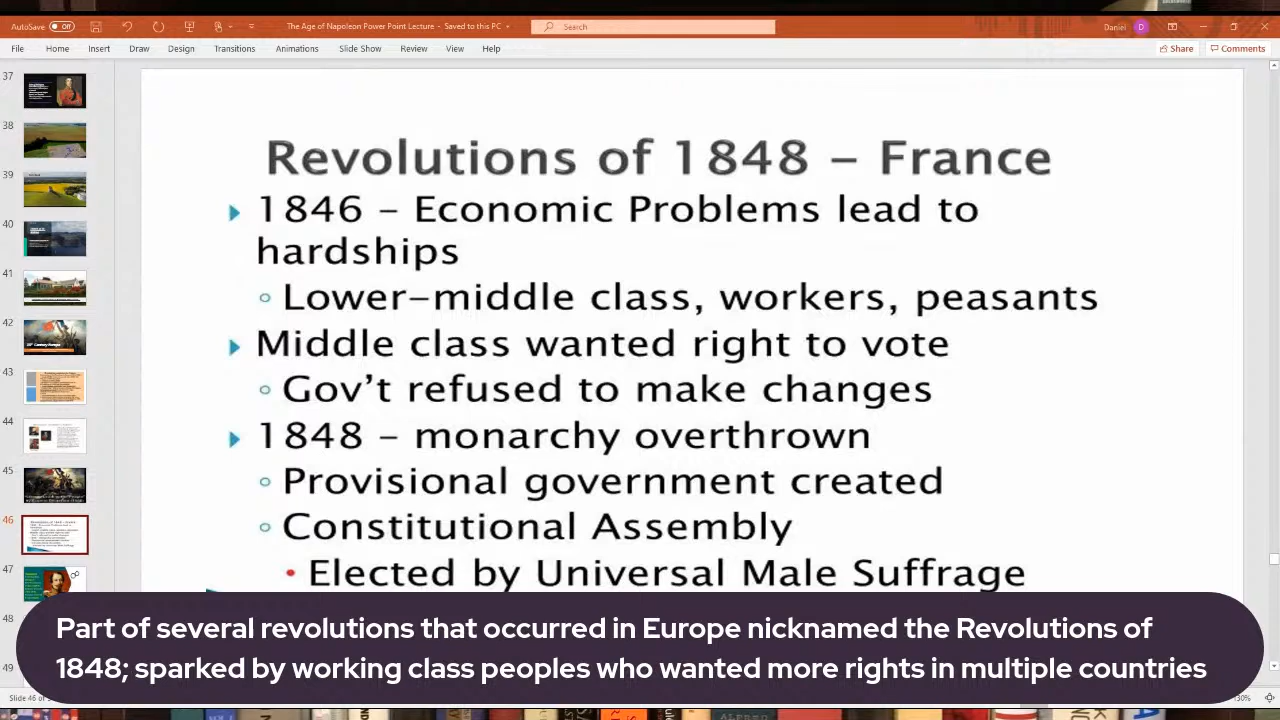 AutoSave Off The Age of Napoleon Power Point Lecture - Saved to this PC Search Daniel D
File Home Insert Draw Design Transitions Animations Slide Show Review View Help Share Comments
37
38
39
40
41
42
43
44
45
46
47
48
49
Revolutions of 1848 – France
1846 – Economic Problems lead to
hardships
Lower-middle class, workers, peasants
Middle class wanted right to vote
Gov't refused to make changes
1848 – monarchy overthrown
Provisional government created
Constitutional Assembly
Elected by Universal Male Suffrage
Part of several revolutions that occurred in Europe nicknamed the Revolutions of
1848; sparked by working class peoples who wanted more rights in multiple countries
Slide 46 of